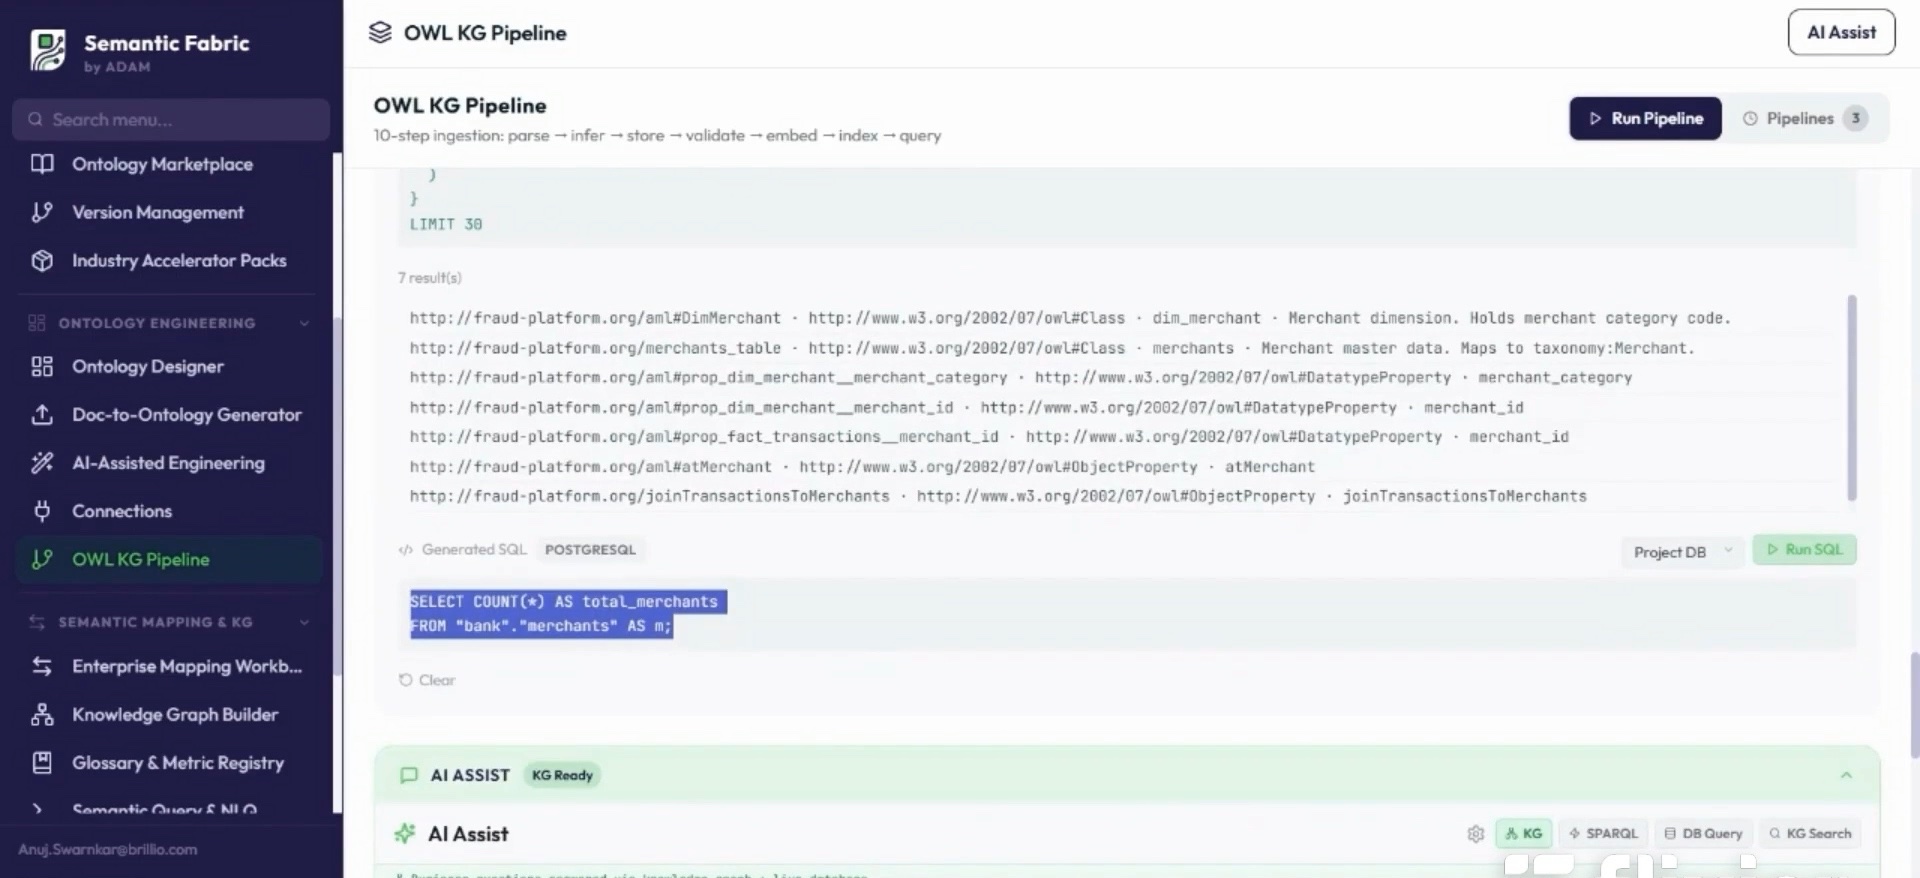 Semantic Fabric
by ADAM
Search menu...
Ontology Marketplace
Version Management
Industry Accelerator Packs
ONTOLOGY ENGINEERING
Ontology Designer
Doc-to-Ontology Generator
AI-Assisted Engineering
Connections
OWL KG Pipeline
SEMANTIC MAPPING & KG
Enterprise Mapping Workb...
Knowledge Graph Builder
Glossary & Metric Registry
Semantic Query & NLQ
Anuj.Swarnkar@brillio.com
OWL KG Pipeline
AI Assist
OWL KG Pipeline
10-step ingestion: parse → infer → store → validate → embed → index → query
Run Pipeline
Pipelines 3
)
}
LIMIT 30
7 result(s)
http://fraud-platform.org/aml#DimMerchant · http://www.w3.org/2002/07/owl#Class · dim_merchant · Merchant dimension. Holds merchant category code.
http://fraud-platform.org/merchants_table · http://www.w3.org/2002/07/owl#Class · merchants · Merchant master data. Maps to taxonomy:Merchant.
http://fraud-platform.org/aml#prop_dim_merchant__merchant_category · http://www.w3.org/2002/07/owl#DatatypeProperty · merchant_category
http://fraud-platform.org/aml#prop_dim_merchant__merchant_id · http://www.w3.org/2002/07/owl#DatatypeProperty · merchant_id
http://fraud-platform.org/aml#prop_fact_transactions__merchant_id · http://www.w3.org/2002/07/owl#DatatypeProperty · merchant_id
http://fraud-platform.org/aml#atMerchant · http://www.w3.org/2002/07/owl#ObjectProperty · atMerchant
http://fraud-platform.org/joinTransactionsToMerchants · http://www.w3.org/2002/07/owl#ObjectProperty · joinTransactionsToMerchants
</> Generated SQL POSTGRESQL
Project DB
Run SQL
SELECT COUNT(*) AS total_merchants
FROM "bank"."merchants" AS m;
Clear
AI ASSIST KG Ready
AI Assist
KG
SPARQL
DB Query
KG Search